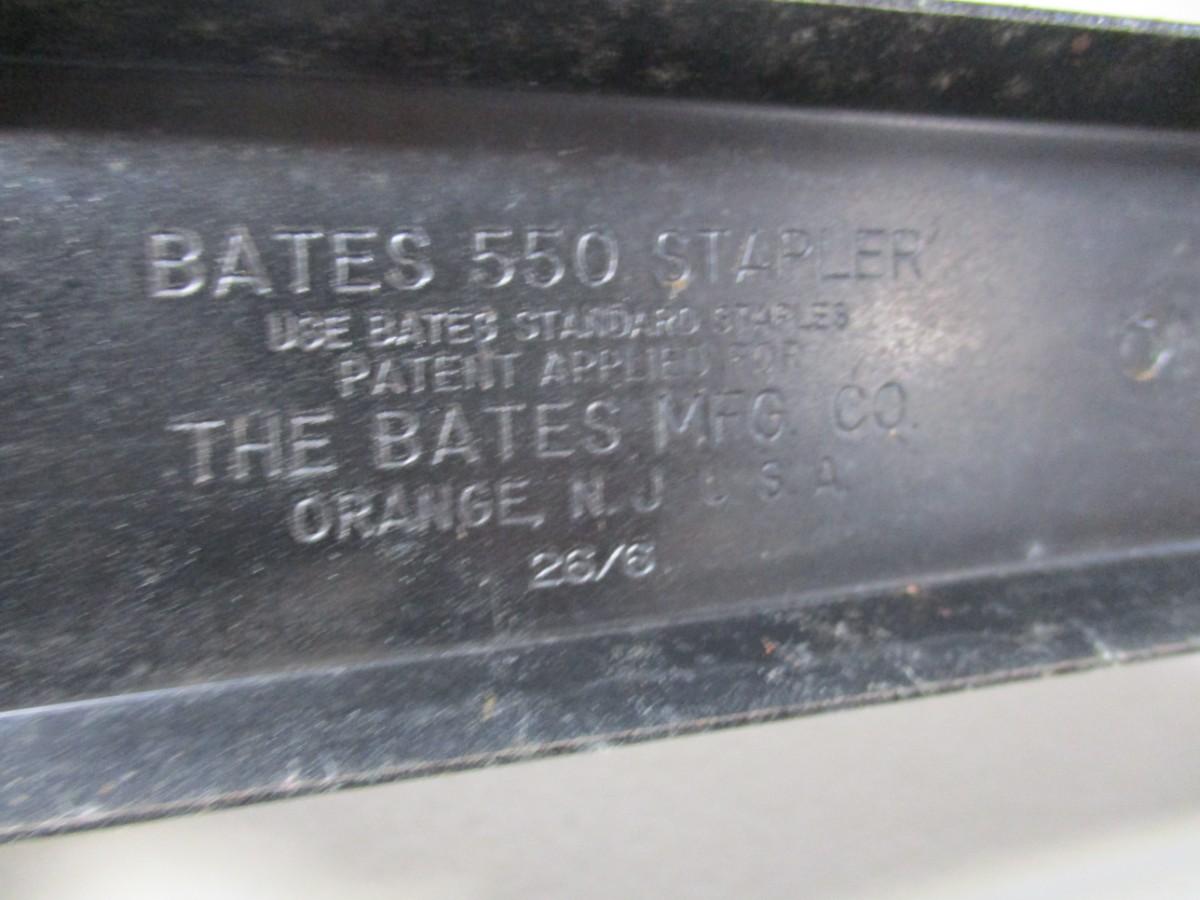 BATES 550 STAPLER
USE BATES STANDARD STAPLES
PATENT APPLIED FOR
THE BATES MFG. CO.
ORANGE, N. J. U. S. A.
26/6